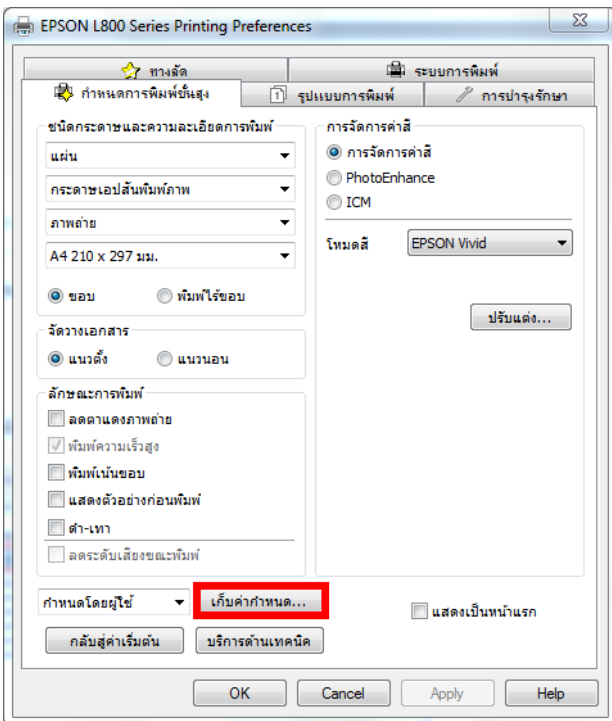 EPSON L800 Series Printing Preferences
ทางลัด
ระบบการพิมพ์
กำหนดการพิมพ์ขั้นสูง
รูปแบบการพิมพ์
การบำรุงรักษา
ชนิดกระดาษและความละเอียดการพิมพ์
แผ่น
กระดาษเอปสันพิมพ์ภาพ
ภาพถ่าย
A4 210 x 297 มม.
ขอบ
พิมพ์ไร้ขอบ
จัดวางเอกสาร
แนวตั้ง
แนวนอน
ลักษณะการพิมพ์
ลดตาแดงภาพถ่าย
พิมพ์ความเร็วสูง
พิมพ์เน้นขอบ
แสดงตัวอย่างก่อนพิมพ์
ดำ-เทา
ลดระดับเสียงขณะพิมพ์
การจัดการค่าสี
การจัดการค่าสี
PhotoEnhance
ICM
โหมดสี
EPSON Vivid
ปรับแต่ง...
กำหนดโดยผู้ใช้
เก็บค่ากำหนด...
แสดงเป็นหน้าแรก
กลับสู่ค่าเริ่มต้น
บริการด้านเทคนิค
OK
Cancel
Apply
Help